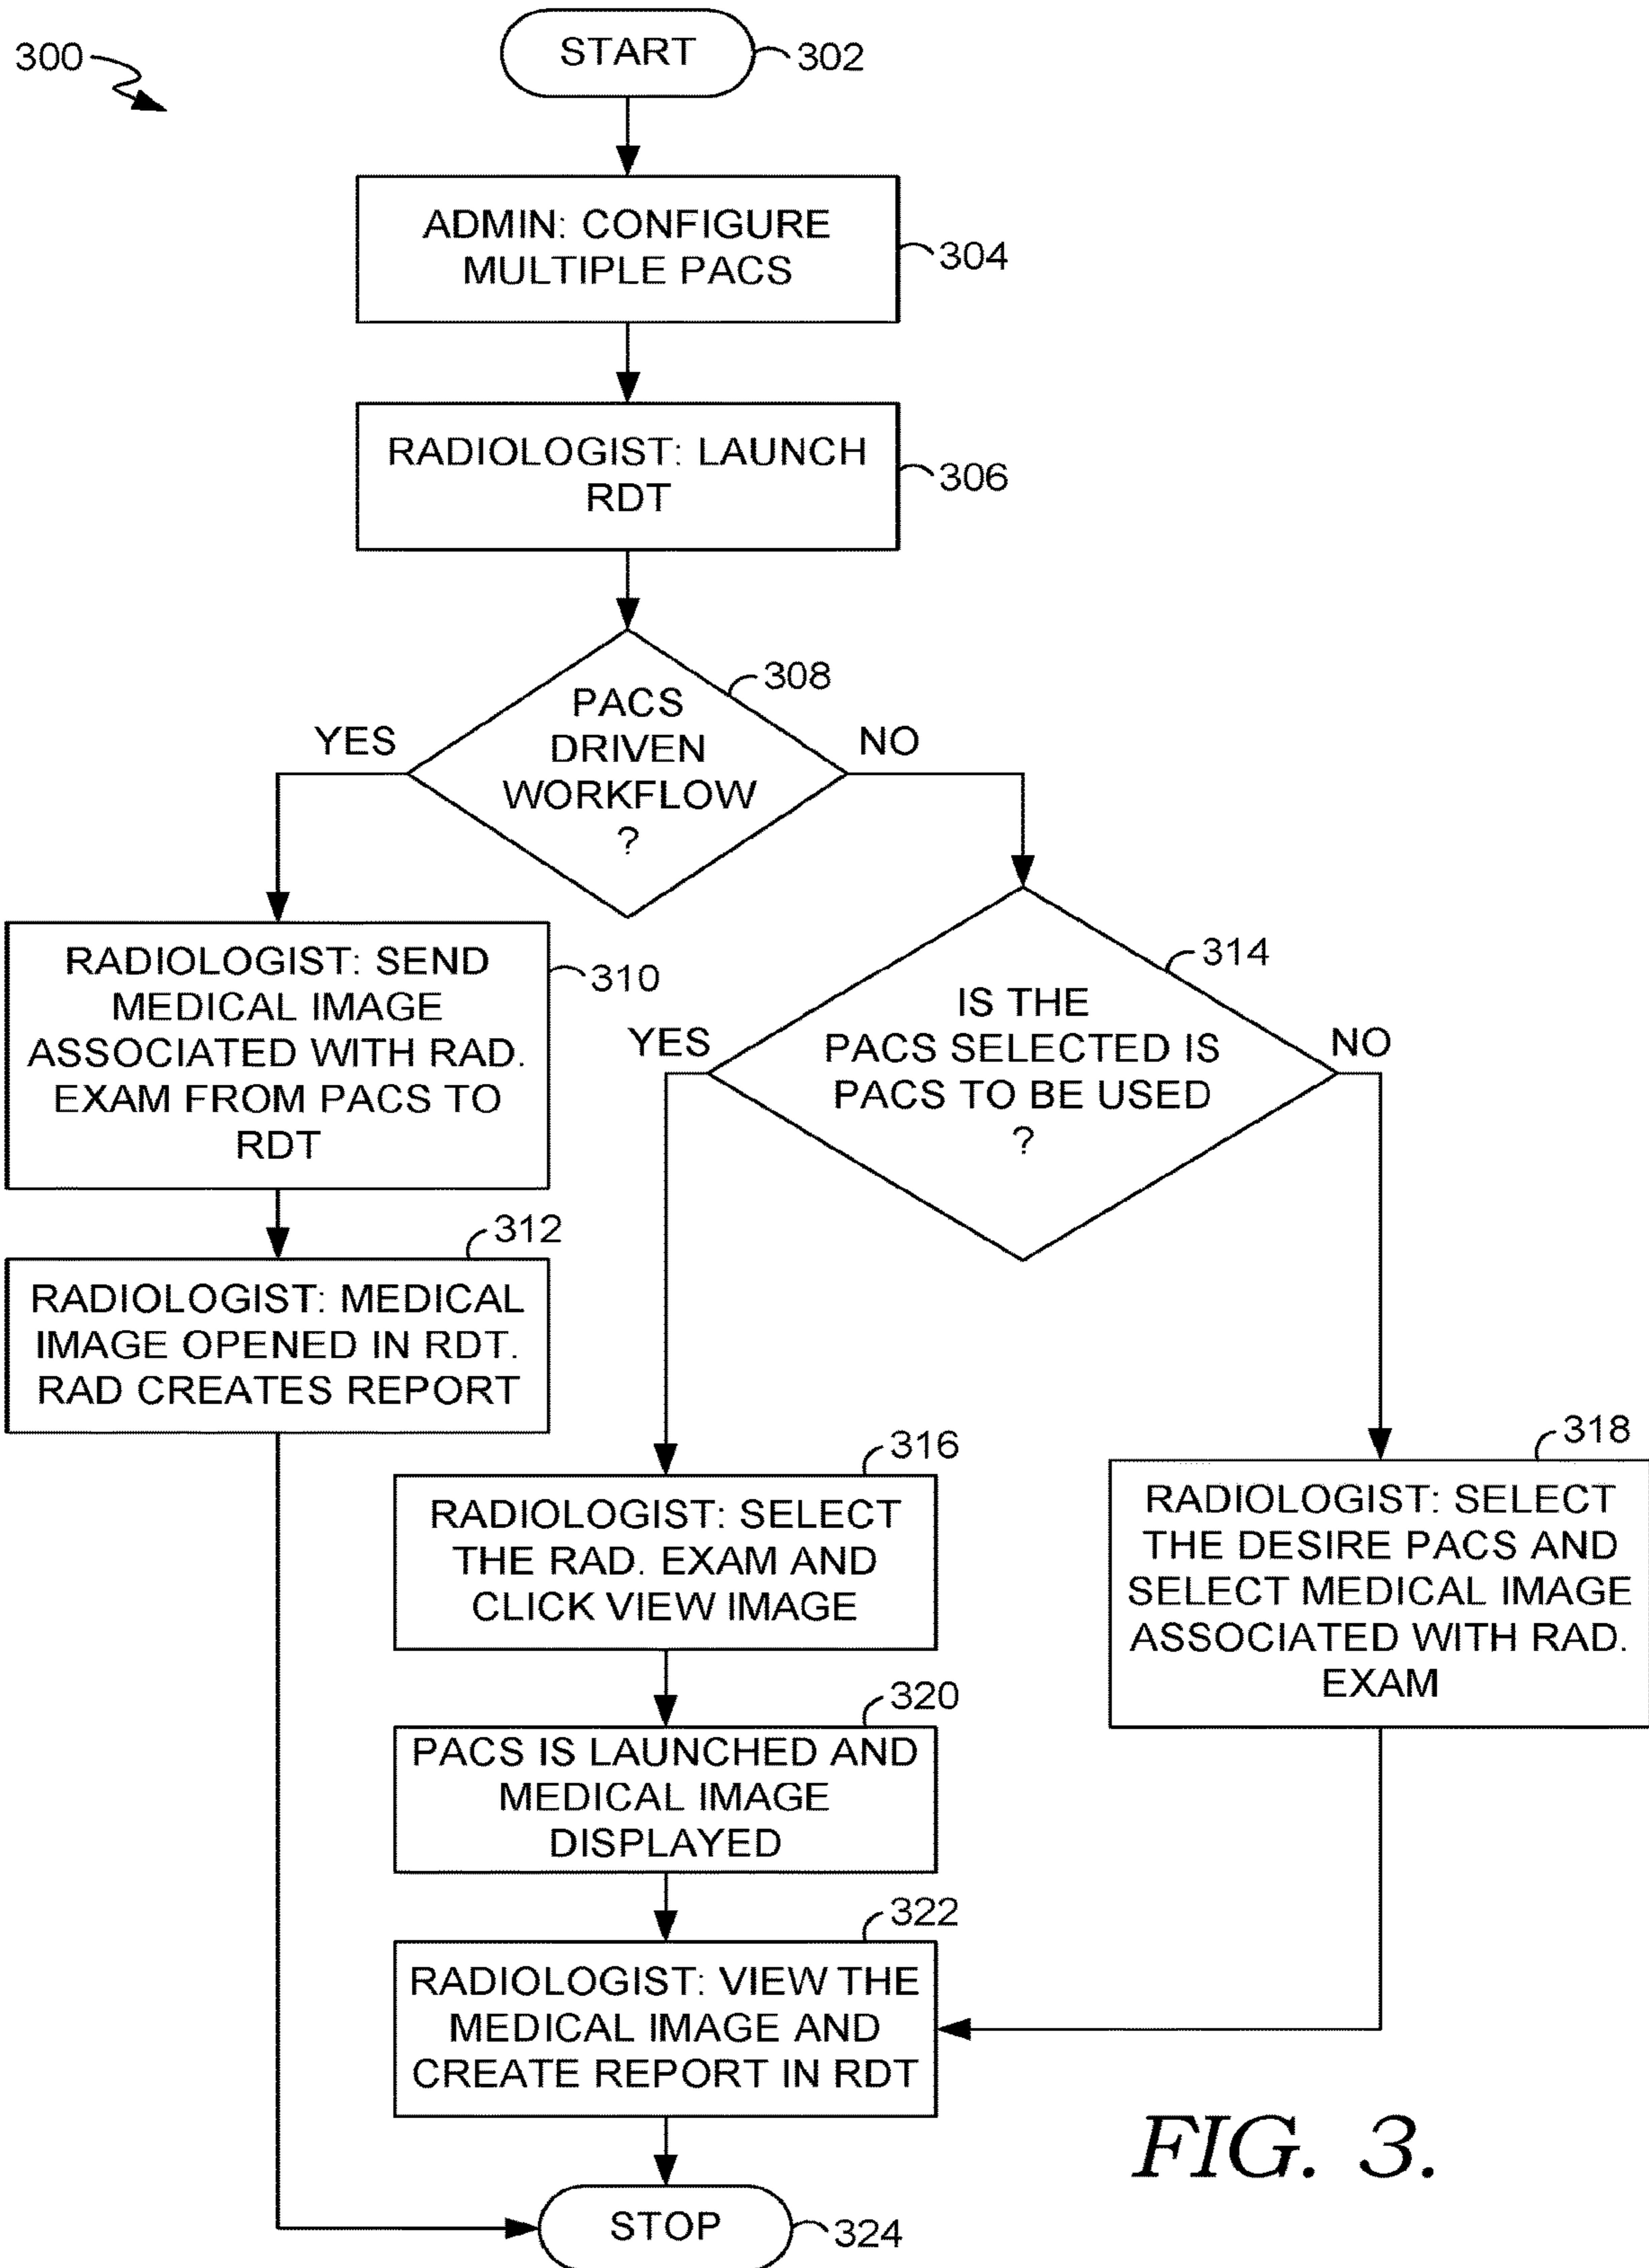 300
START
302
ADMIN: CONFIGURE
MULTIPLE PACS
304
RADIOLOGIST: LAUNCH
RDT
306
308
PACS
DRIVEN
WORKFLOW
?
YES
NO
RADIOLOGIST: SEND
MEDICAL IMAGE
ASSOCIATED WITH RAD.
EXAM FROM PACS TO
RDT
310
312
RADIOLOGIST: MEDICAL
IMAGE OPENED IN RDT.
RAD CREATES REPORT
314
IS THE
PACS SELECTED IS
PACS TO BE USED
?
YES
NO
316
RADIOLOGIST: SELECT
THE RAD. EXAM AND
CLICK VIEW IMAGE
318
RADIOLOGIST: SELECT
THE DESIRE PACS AND
SELECT MEDICAL IMAGE
ASSOCIATED WITH RAD.
EXAM
320
PACS IS LAUNCHED AND
MEDICAL IMAGE
DISPLAYED
322
RADIOLOGIST: VIEW THE
MEDICAL IMAGE AND
CREATE REPORT IN RDT
STOP
324
FIG. 3.